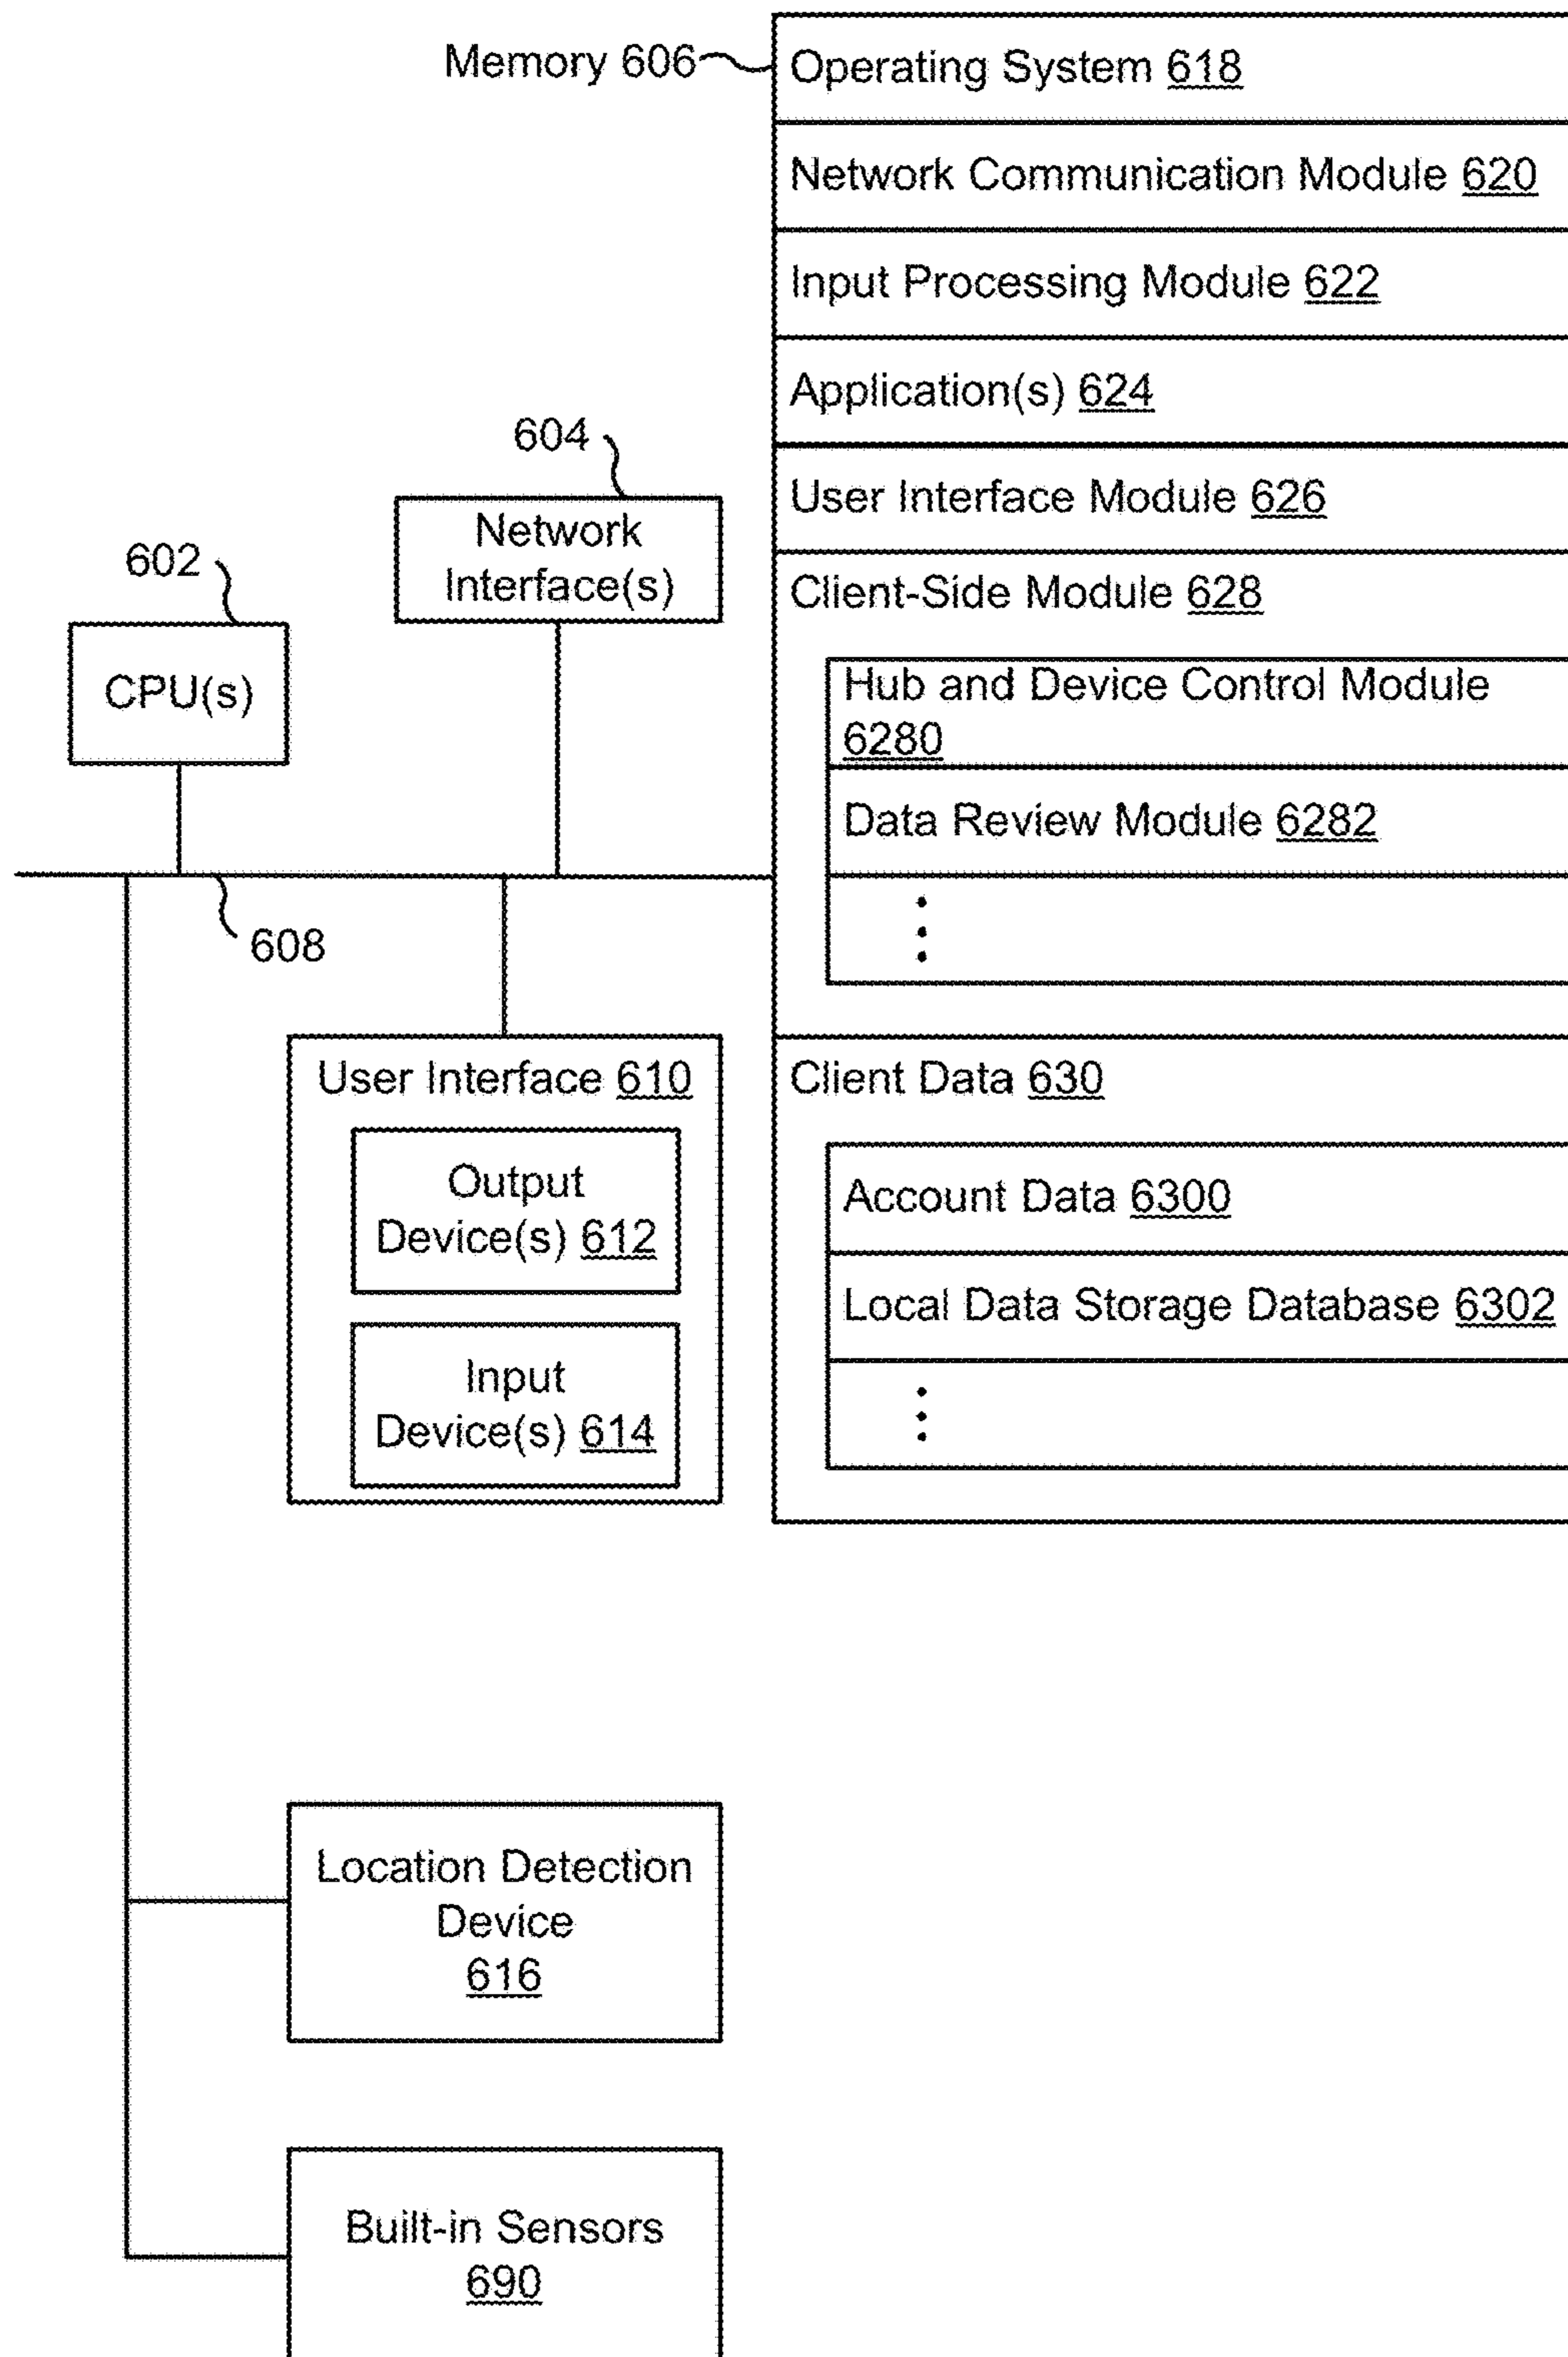 Memory 606
Operating System 618
Network Communication Module 620
Input Processing Module 622
Application(s) 624
User Interface Module 626
Client-Side Module 628
Hub and Device Control Module
6280
Data Review Module 6282
Client Data 630
Account Data 6300
Local Data Storage Database 6302
604
Network
Interface(s)
602
CPU(s)
608
User Interface 610
Output
Device(s) 612
Input
Device(s) 614
Location Detection
Device
616
Built-in Sensors
690